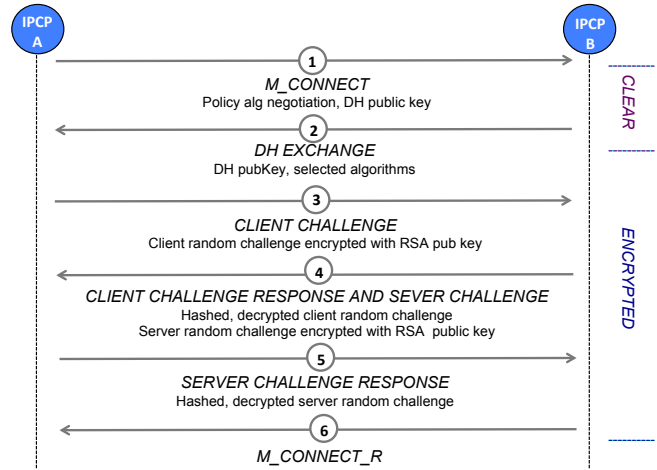 IPCP
A
IPCP
B
1
M_CONNECT
Policy alg negotiation, DH public key
CLEAR
2
DH EXCHANGE
DH pubKey, selected algorithms
3
CLIENT CHALLENGE
Client random challenge encrypted with RSA pub key
ENCRYPTED
4
CLIENT CHALLENGE RESPONSE AND SEVER CHALLENGE
Hashed, decrypted client random challenge
Server random challenge encrypted with RSA public key
5
SERVER CHALLENGE RESPONSE
Hashed, decrypted server random challenge
6
M_CONNECT_R